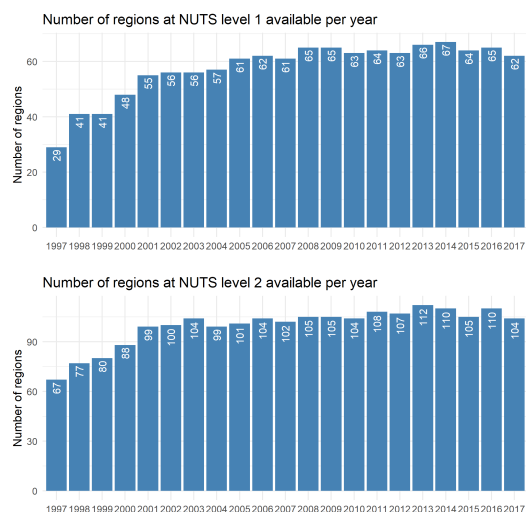 Number of regions at NUTS level 1 available per year
Number of regions
60
40
20
0
29 41 41 48 55 56 56 57 61 62 61 65 65 63 64 63 66 67 64 65 62
1997 1998 1999 2000 2001 2002 2003 2004 2005 2006 2007 2008 2009 2010 2011 2012 2013 2014 2015 2016 2017
Number of regions at NUTS level 2 available per year
Number of regions
90
60
30
0
67 77 80 88 99 100 104 99 101 104 102 105 105 104 108 107 112 110 105 110 104
1997 1998 1999 2000 2001 2002 2003 2004 2005 2006 2007 2008 2009 2010 2011 2012 2013 2014 2015 2016 2017